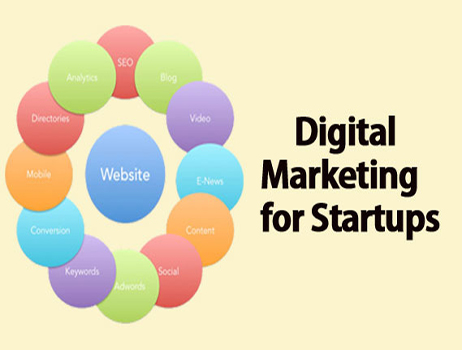 SEO
Blog
Video
E-News
Content
Social
Adwords
Keywords
Conversion
Mobile
Directories
Analytics
Website
Digital
Marketing
for Startups